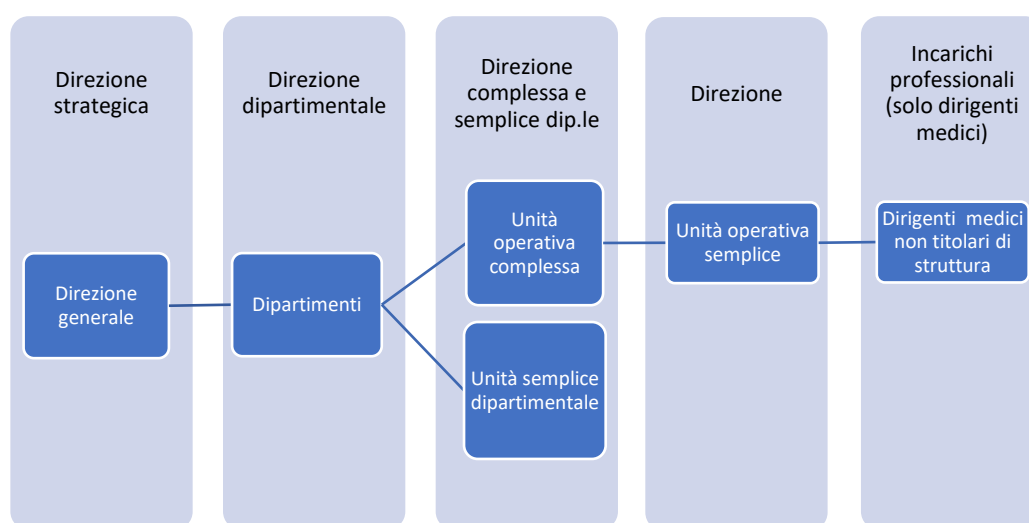 Direzione
strategica
Direzione
dipartimentale
Direzione
complessa e
semplice dip.le
Direzione
Incarichi
professionali
(solo dirigenti
medici)
Direzione
generale
Dipartimenti
Unità
operativa
complessa
Unità semplice
dipartimentale
Unità operativa
semplice
Dirigenti medici
non titolari di
struttura